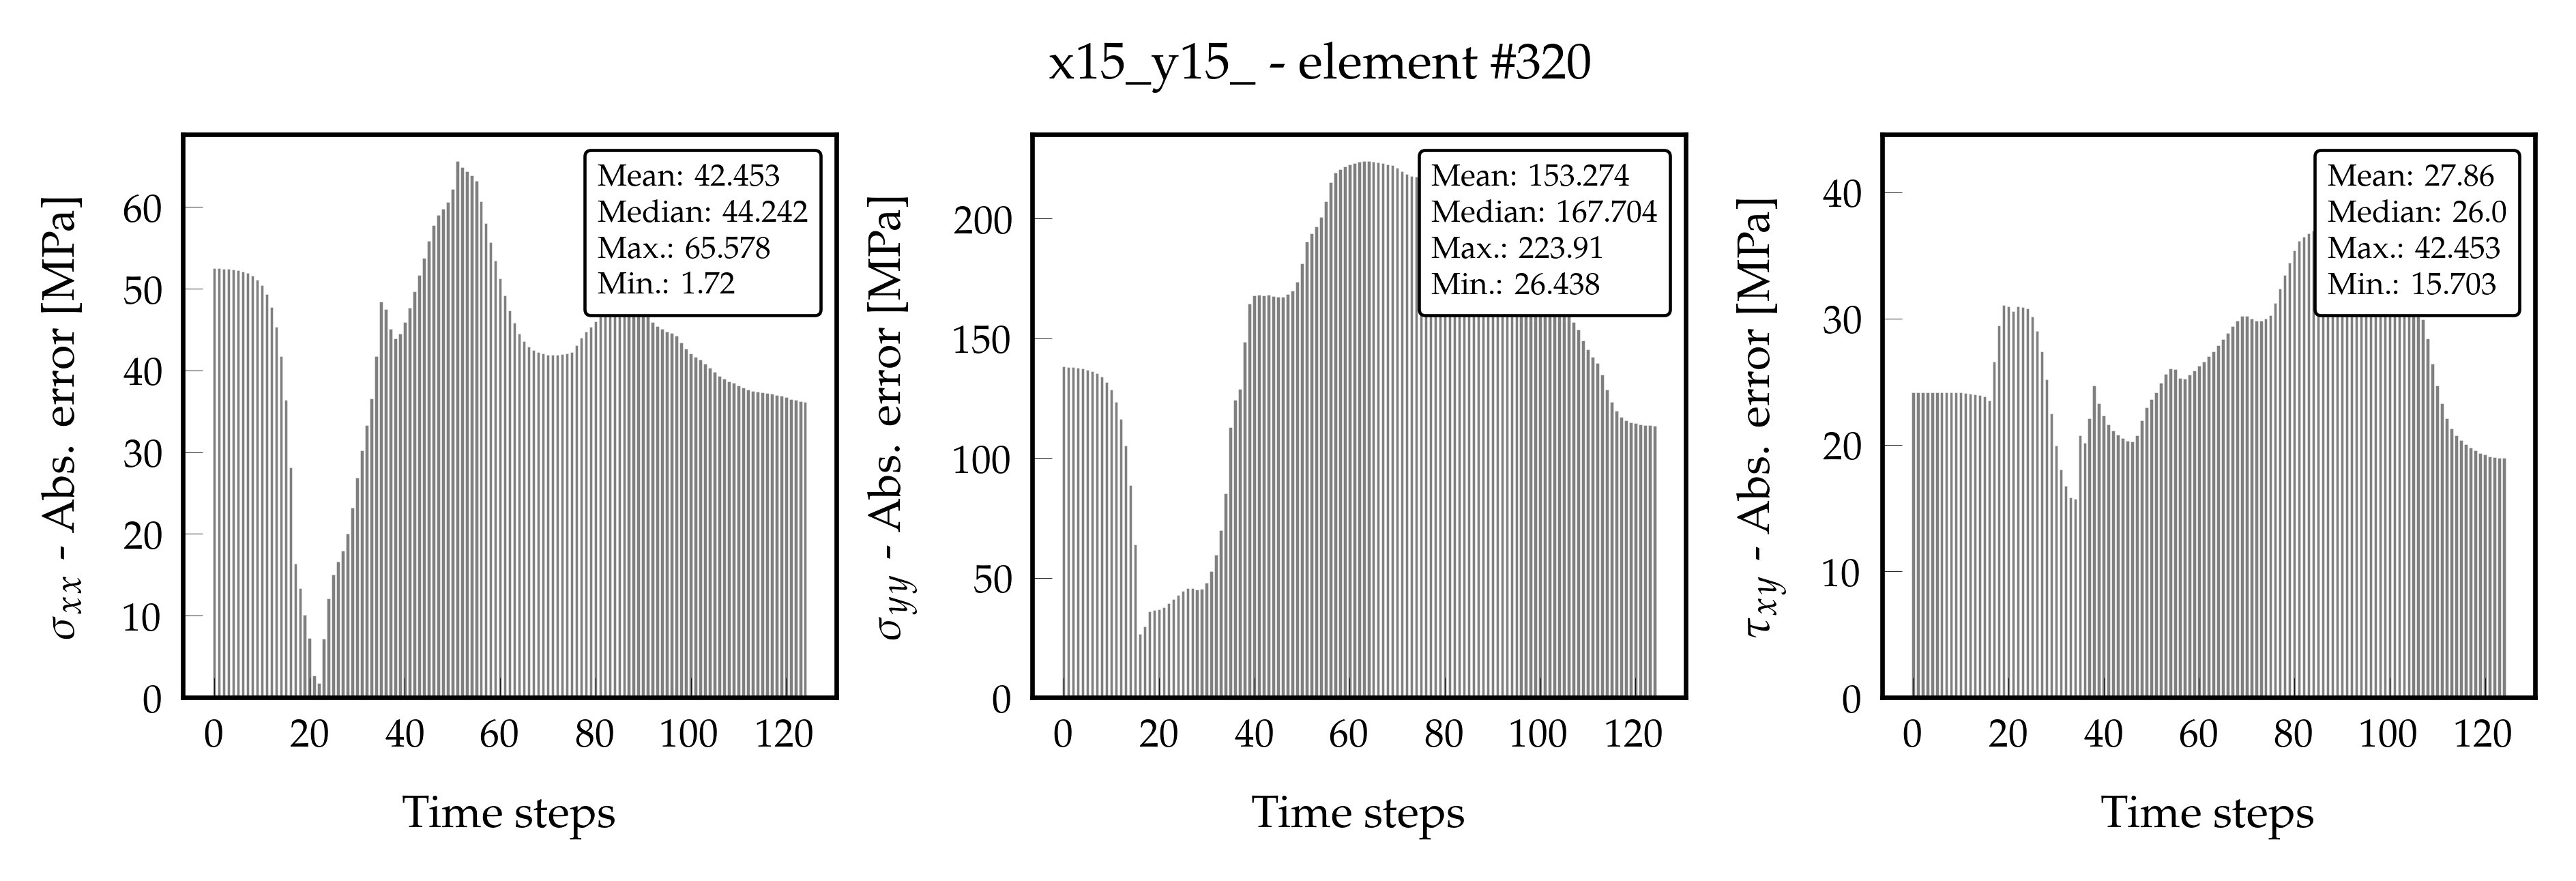 x15_y15_ - element #320
σxx - Abs. error [MPa]
60
50
40
30
20
10
0
0 20 40 60 80 100 120
Time steps
Mean: 42.453
Median: 44.242
Max.: 65.578
Min.: 1.72
σyy - Abs. error [MPa]
200
150
100
50
0
0 20 40 60 80 100 120
Time steps
Mean: 153.274
Median: 167.704
Max.: 223.91
Min.: 26.438
τxy - Abs. error [MPa]
40
30
20
10
0
0 20 40 60 80 100 120
Time steps
Mean: 27.86
Median: 26.0
Max.: 42.453
Min.: 15.703